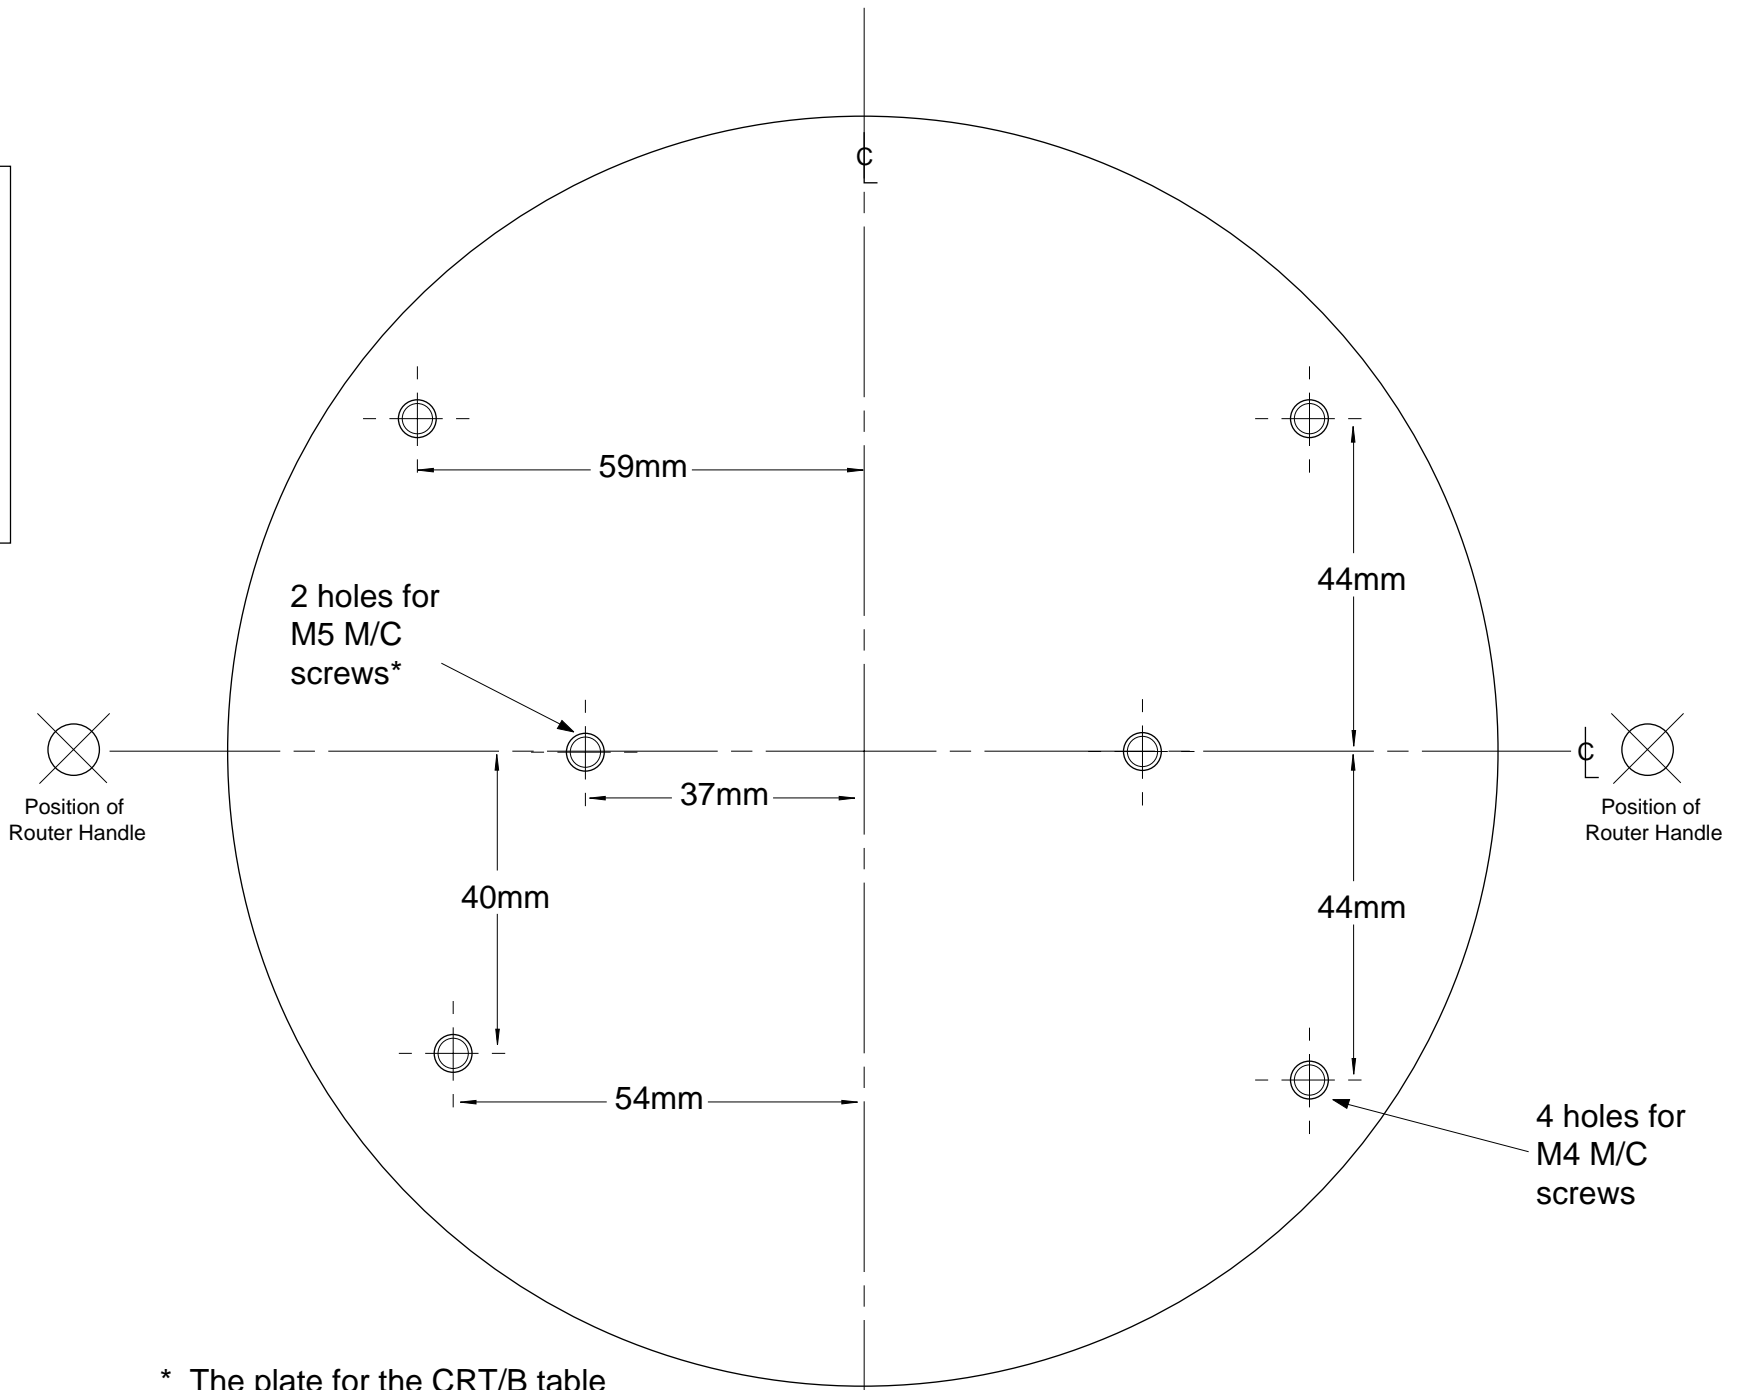 C
L
59mm
44mm
2 holes for
M5 M/C
screws*
C
L
37mm
Position of
Router Handle
Position of
Router Handle
40mm
44mm
54mm
4 holes for
M4 M/C
screws
* The plate for the CRT/B table